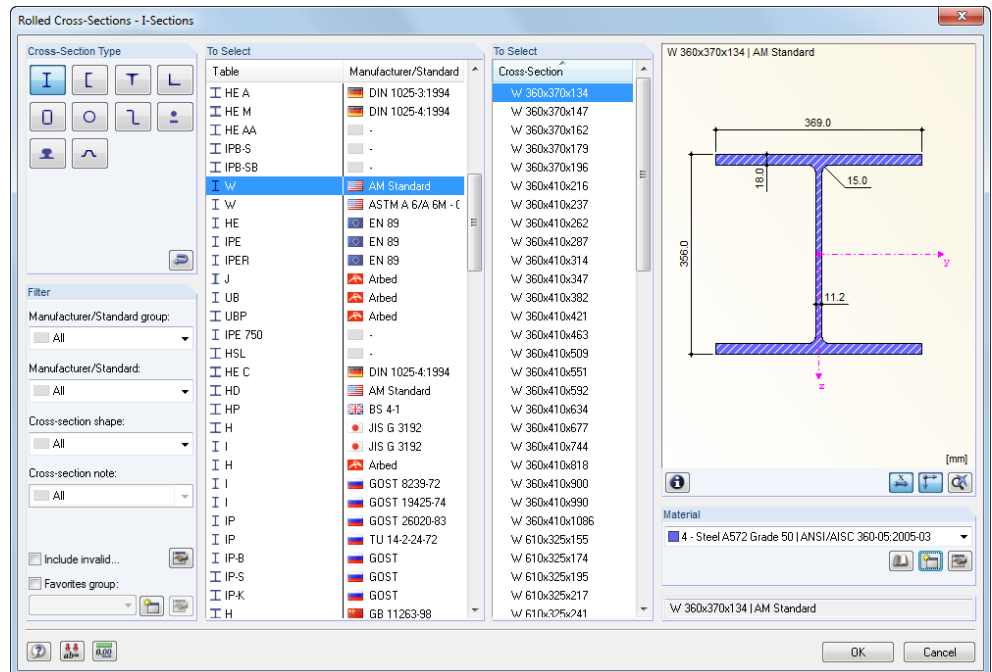 Rolled Cross-Sections - I-Sections
Cross-Section Type
Filter
Manufacturer/Standard group:
All
Manufacturer/Standard:
All
Cross-section shape:
All
Cross-section note:
All
Include invalid...
Favorites group:
To Select
Table Manufacturer/Standard
HE A DIN 1025-3:1994
HE M DIN 1025-4:1994
HE AA -
IPB-S -
IPB-SB -
W AM Standard
W ASTM A 6/A 6M - 0
HE EN 89
IPE EN 89
IPER EN 89
J Arbed
UB Arbed
UBP Arbed
IPE 750 -
HSL -
HE C DIN 1025-4:1994
HD AM Standard
HP BS 4-1
H JIS G 3192
I JIS G 3192
H Arbed
I GOST 8239-72
I GOST 19425-74
IP GOST 26020-83
IP TU 14-2-24-72
IP-B GOST
IP-S GOST
IP-K GOST
H GB 11263-98
To Select
Cross-Section
W 360x370x134
W 360x370x147
W 360x370x162
W 360x370x179
W 360x370x196
W 360x410x216
W 360x410x237
W 360x410x262
W 360x410x287
W 360x410x314
W 360x410x347
W 360x410x382
W 360x410x421
W 360x410x463
W 360x410x509
W 360x410x551
W 360x410x592
W 360x410x634
W 360x410x677
W 360x410x744
W 360x410x818
W 360x410x900
W 360x410x990
W 360x410x1086
W 610x325x155
W 610x325x174
W 610x325x195
W 610x325x217
W 610x325x241
W 360x370x134 | AM Standard
369.0
18.0
15.0
356.0
y
11.2
z
[mm]
Material
4 - Steel A572 Grade 50 | ANSI/AISC 360-05:2005-03
W 360x370x134 | AM Standard
0.00
OK
Cancel